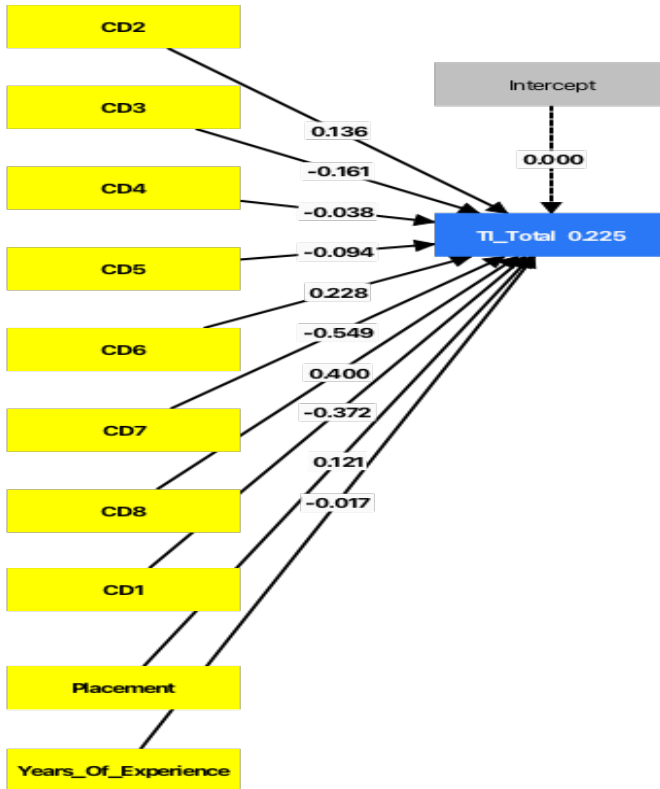 CD2
Intercept
CD3
0.136
0.000
-0.161
CD4
-0.038
TI_Total 0.225
CD5
-0.094
0.228
CD6
-0.549
0.400
CD7
-0.372
0.121
CD8
-0.017
CD1
Placement
Years_Of_Experience